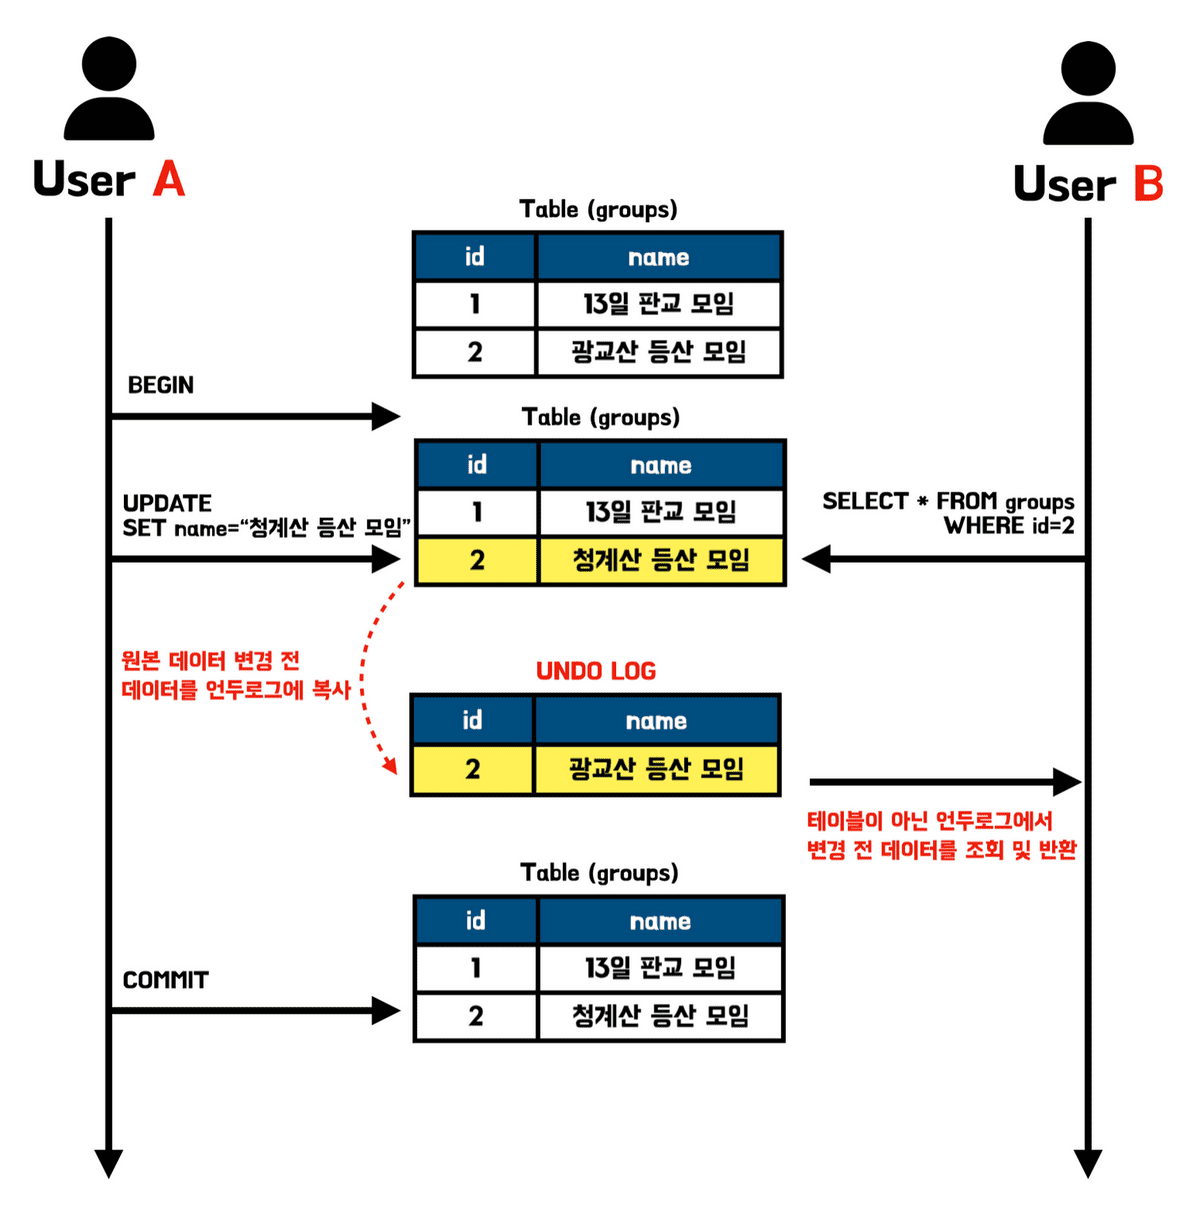 User A
User B
Table (groups)
id name
1 13일 판교 모임
2 광교산 등산 모임
BEGIN
Table (groups)
id name
1 13일 판교 모임
2 청계산 등산 모임
UPDATE
SET name=“청계산 등산 모임”
SELECT * FROM groups
WHERE id=2
원본 데이터 변경 전
데이터를 언두로그에 복사
UNDO LOG
id name
2 광교산 등산 모임
테이블이 아닌 언두로그에서
변경 전 데이터를 조회 및 반환
Table (groups)
id name
1 13일 판교 모임
2 청계산 등산 모임
COMMIT